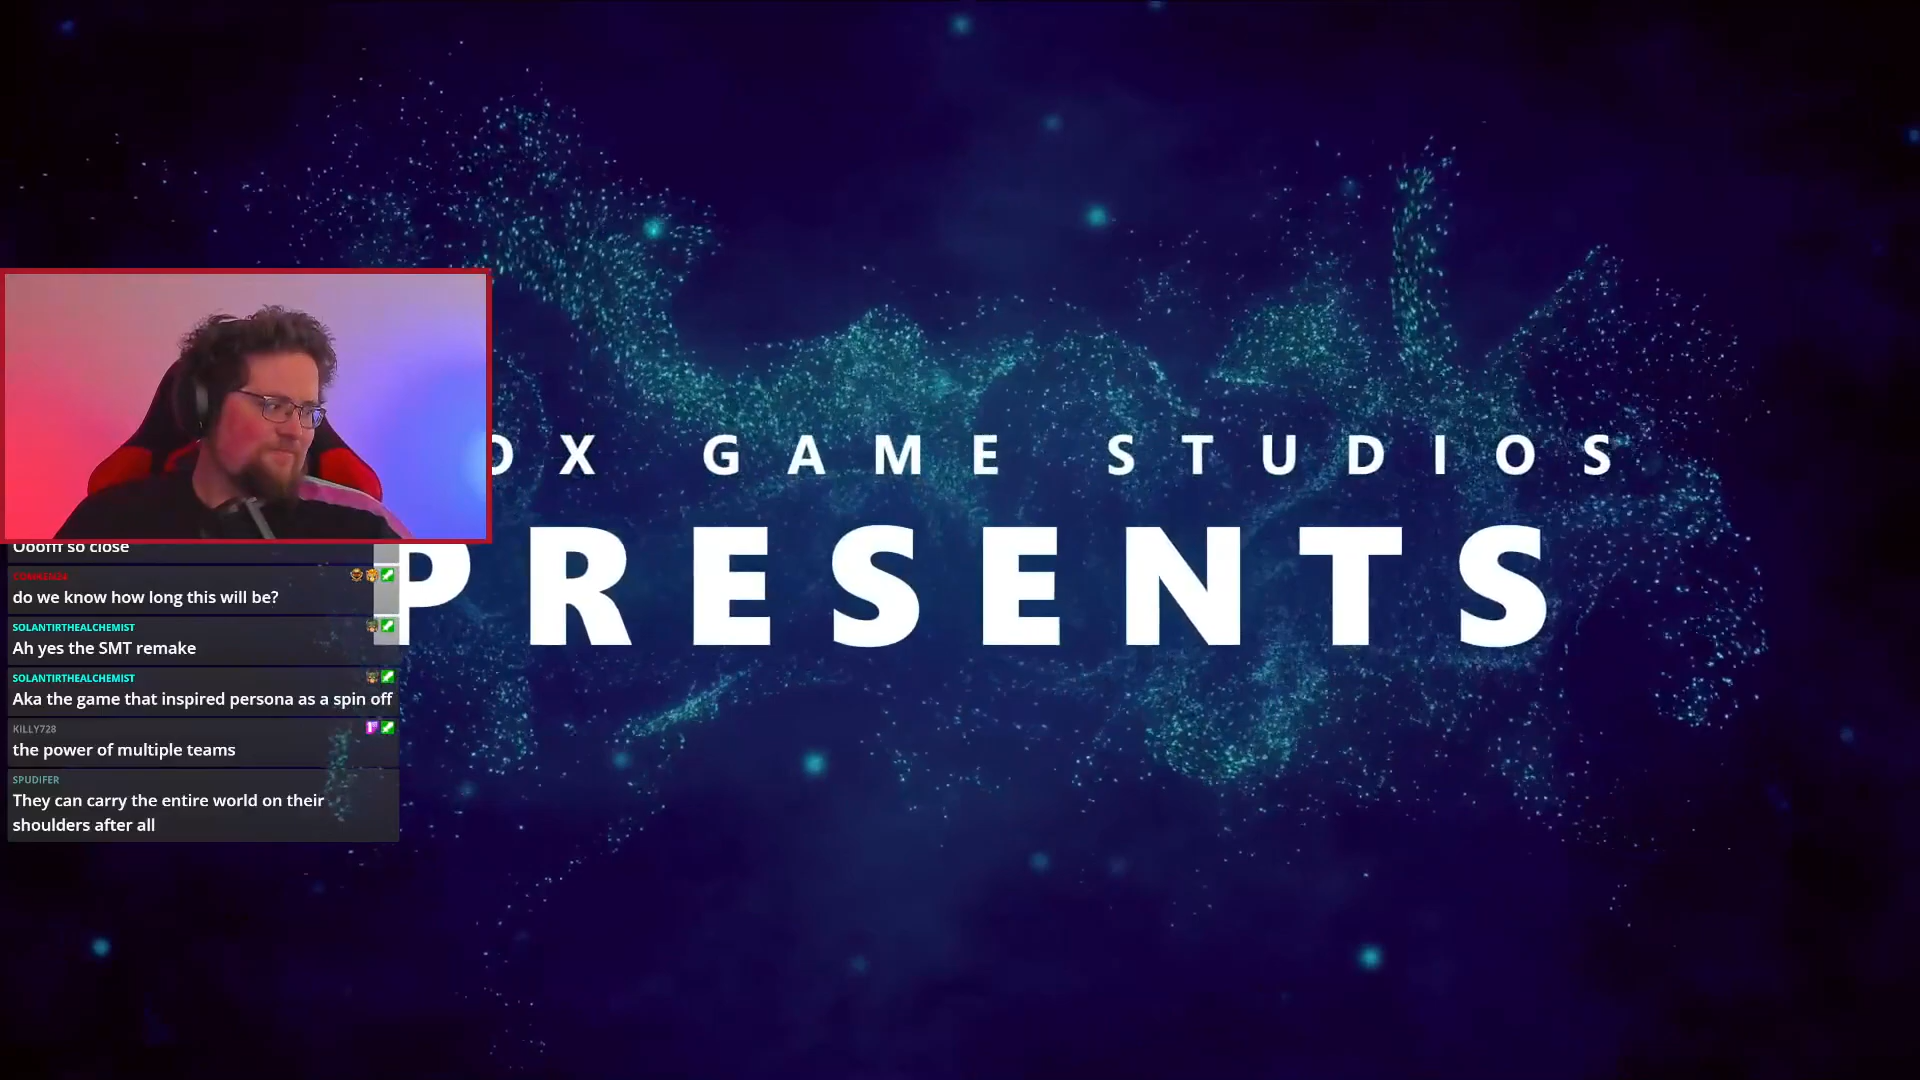 OX GAME STUDIOS
PRESENTS
Ooofff so close
do we know how long this will be?
SOLANTIRTHEALCHEMIST
Ah yes the SMT remake
SOLANTIRTHEALCHEMIST
Aka the game that inspired persona as a spin off
KILLY728
the power of multiple teams
SPUDIFER
They can carry the entire world on their
shoulders after all